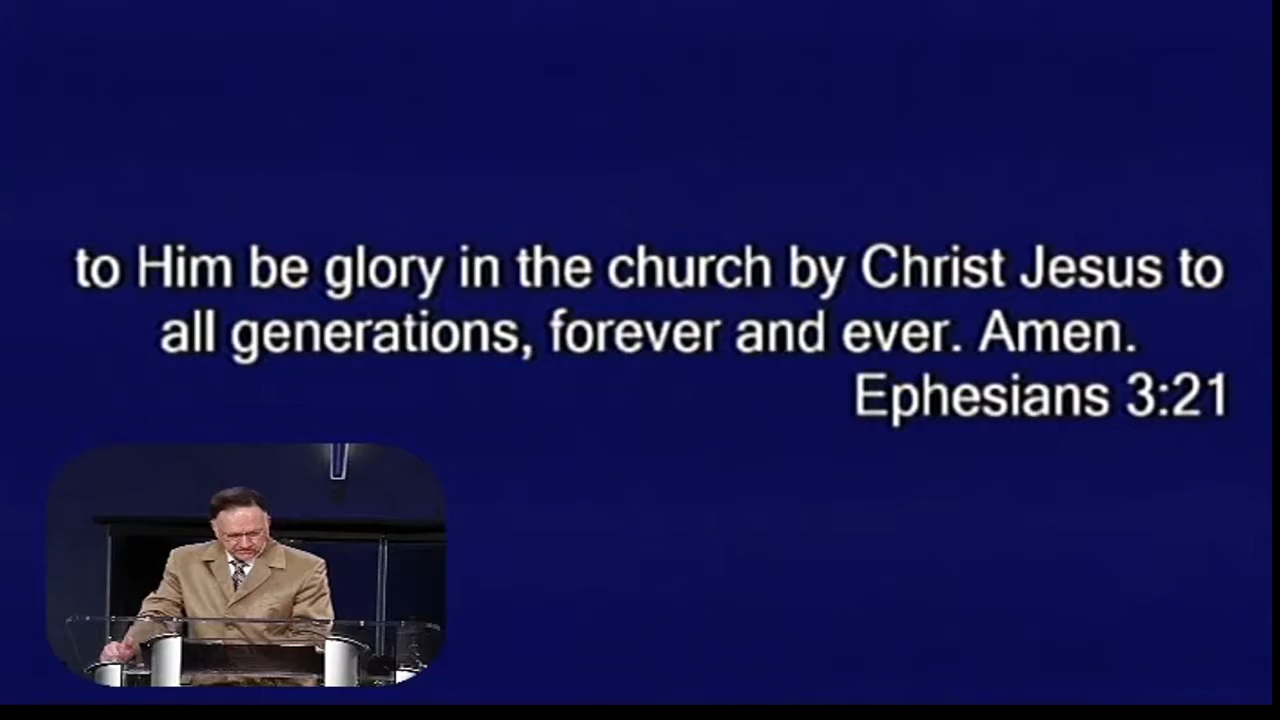 to Him be glory in the church by Christ Jesus to
all generations, forever and ever. Amen.
Ephesians 3:21